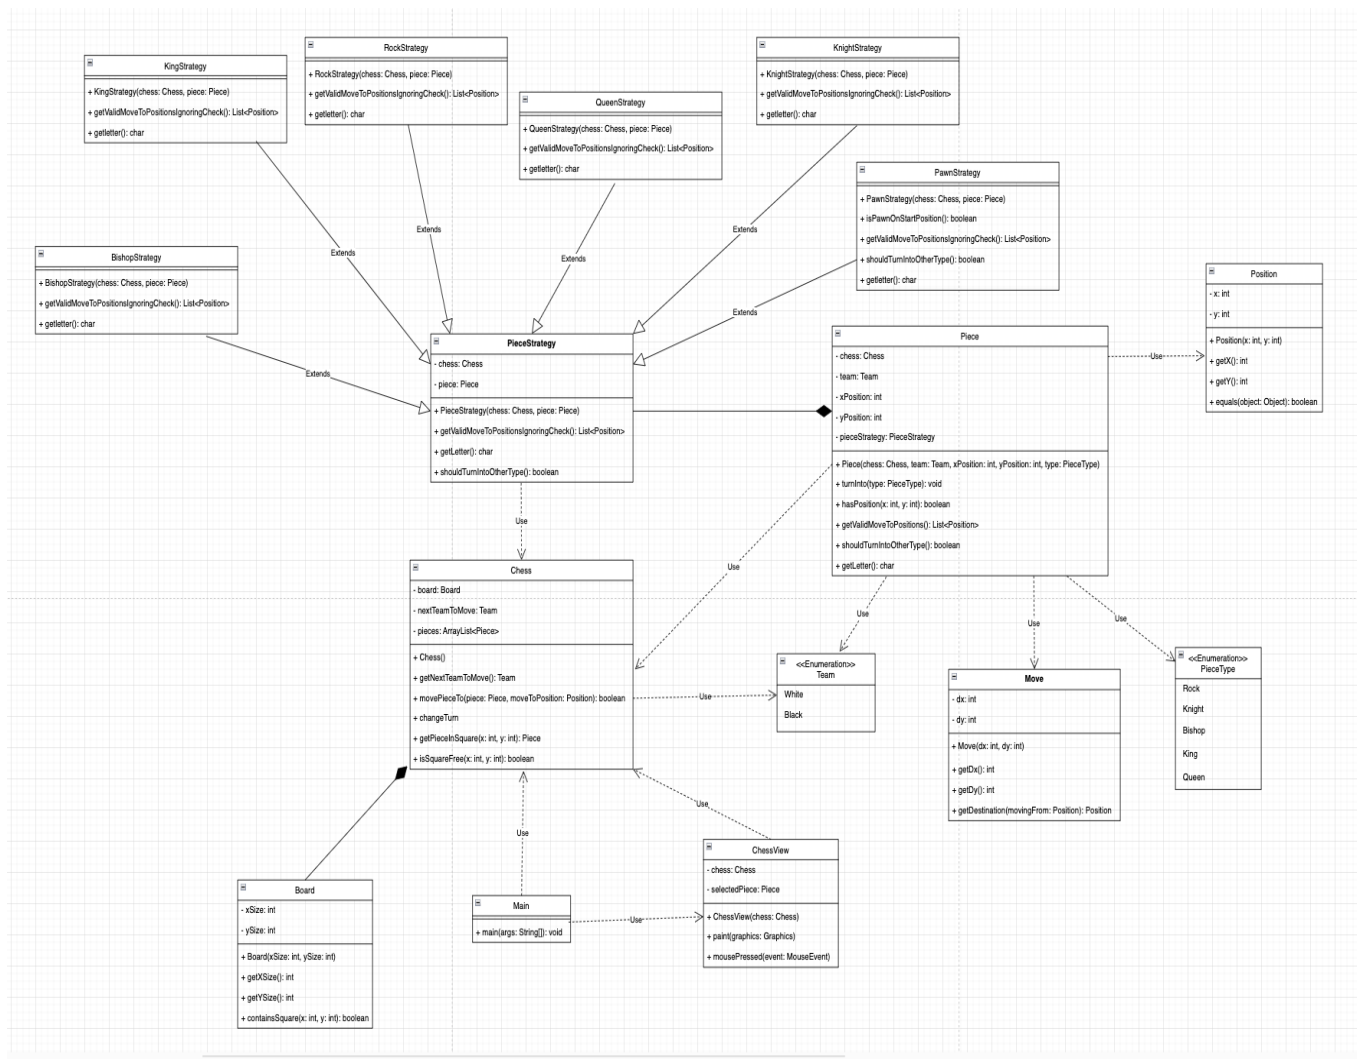 RockStrategy
+ RockStrategy(chess: Chess, piece: Piece)
+ getValidMoveToPositionsIgnoringCheck(): List<Position>
+ getletter(): char
KnightStrategy
+ KnightStrategy(chess: Chess, piece: Piece)
+ getValidMoveToPositionsIgnoringCheck(): List<Position>
+ getletter(): char
KingStrategy
+ KingStrategy(chess: Chess, piece: Piece)
+ getValidMoveToPositionsIgnoringCheck(): List<Position>
+ getletter(): char
QueenStrategy
+ QueenStrategy(chess: Chess, piece: Piece)
+ getValidMoveToPositionsIgnoringCheck(): List<Position>
+ getletter(): char
PawnStrategy
+ PawnStrategy(chess: Chess, piece: Piece)
+ isPawnOnStartPosition(): boolean
+ getValidMoveToPositionsIgnoringCheck(): List<Position>
+ shouldTurnIntoOtherType(): boolean
+ getletter(): char
BishopStrategy
+ BishopStrategy(chess: Chess, piece: Piece)
+ getValidMoveToPositionsIgnoringCheck(): List<Position>
+ getletter(): char
Extends
Extends
Extends
Extends
Extends
Extends
Position
- x: int
- y: int
+ Position(x: int, y: int)
+ getX(): int
+ getY(): int
+ equals(object: Object): boolean
PieceStrategy
- chess: Chess
- piece: Piece
+ PieceStrategy(chess: Chess, piece: Piece)
+ getValidMoveToPositionsIgnoringCheck(): List<Position>
+ getLetter(): char
+ shouldTurnIntoOtherType(): boolean
Piece
- chess: Chess
- team: Team
- xPosition: int
- yPosition: int
- pieceStrategy: PieceStrategy
+ Piece(chess: Chess, team: Team, xPosition: int, yPosition: int, type: PieceType)
+ turnInto(type: PieceType): void
+ hasPosition(x: int, y: int): boolean
+ getValidMoveToPositions(): List<Position>
+ shouldTurnIntoOtherType(): boolean
+ getLetter(): char
Use
Use
Use
Use
Use
Use
Chess
- board: Board
- nextTeamToMove: Team
- pieces: ArrayList<Piece>
+ Chess()
+ getNextTeamToMove(): Team
+ movePieceTo(piece: Piece, moveToPosition: Position): boolean
+ changeTurn
+ getPieceInSquare(x: int, y: int): Piece
+ isSquareFree(x: int, y: int): boolean
Use
<<Enumeration>>
Team
White
Black
Move
- dx: int
- dy: int
+ Move(dx: int, dy: int)
+ getDx(): int
+ getDy(): int
+ getDestination(movingFrom: Position): Position
<<Enumeration>>
PieceType
Rock
Knight
Bishop
King
Queen
Use
Use
Use
Board
- xSize: int
- ySize: int
+ Board(xSize: int, ySize: int)
+ getXSize(): int
+ getYSize(): int
+ containsSquare(x: int, y: int): boolean
Main
+ main(args: String[]): void
ChessView
- chess: Chess
- selectedPiece: Piece
+ ChessView(chess: Chess)
+ paint(graphics: Graphics)
+ mousePressed(event: MouseEvent)